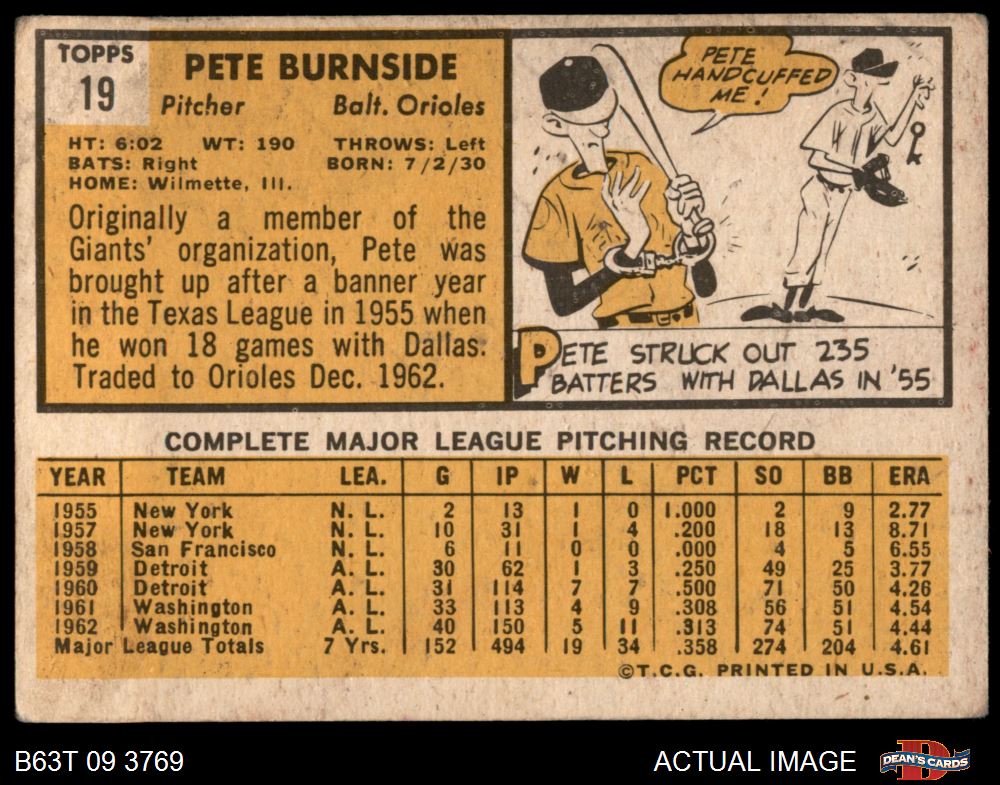 TOPPS
19
PETE BURNSIDE
Pitcher Balt. Orioles
HT: 6:02 WT: 190 THROWS: Left
BATS: Right BORN: 7/2/30
HOME: Wilmette, Ill.
Originally a member of the
Giants' organization, Pete was
brought up after a banner year
in the Texas League in 1955 when
he won 18 games with Dallas.
Traded to Orioles Dec. 1962.
PETE
HANDCUFFED
ME!
PETE STRUCK OUT 235
BATTERS WITH DALLAS IN '55
COMPLETE MAJOR LEAGUE PITCHING RECORD
YEAR TEAM LEA. G IP W L PCT SO BB ERA
1955 New York N. L. 2 13 1 0 1.000 2 9 2.77
1957 New York N. L. 10 31 1 4 .200 18 13 8.71
1958 San Francisco N. L. 6 11 0 0 .000 4 5 6.55
1959 Detroit A. L. 30 62 1 3 .250 49 25 3.77
1960 Detroit A. L. 31 114 7 7 .500 71 50 4.26
1961 Washington A. L. 33 113 4 9 .308 56 51 4.54
1962 Washington A. L. 40 150 5 11 .313 74 51 4.44
Major League Totals 7 Yrs. 152 494 19 34 .358 274 204 4.61
©T.C.G. PRINTED IN U.S.A.
B63T 09 3769
ACTUAL IMAGE
D
DEAN'S CARDS